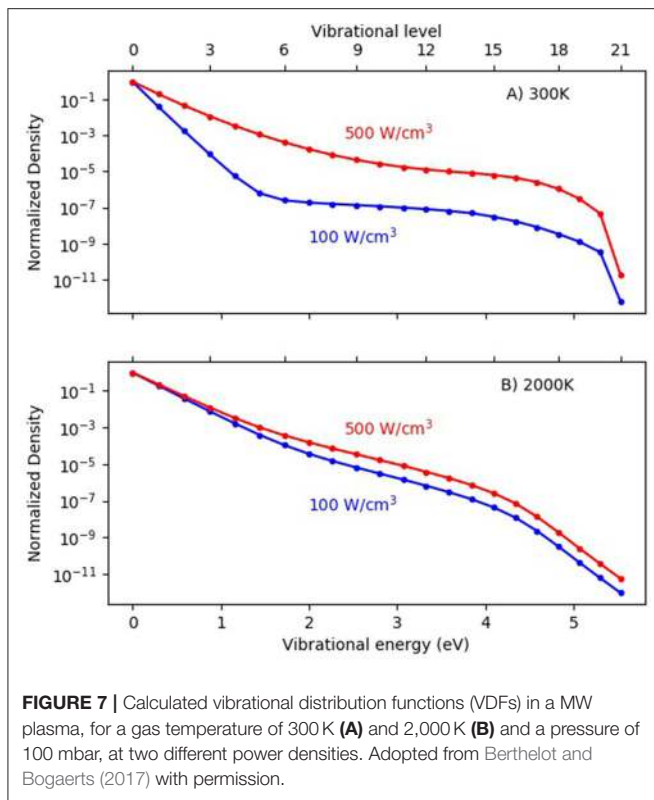 Vibrational level
0 3 6 9 12 15 18 21
A) 300K
500 W/cm³
100 W/cm³
Normalized Density
10⁻¹
10⁻³
10⁻⁵
10⁻⁷
10⁻⁹
10⁻¹¹
B) 2000K
500 W/cm³
100 W/cm³
Normalized Density
10⁻¹
10⁻³
10⁻⁵
10⁻⁷
10⁻⁹
10⁻¹¹
0 1 2 3 4 5
Vibrational energy (eV)
FIGURE 7 | Calculated vibrational distribution functions (VDFs) in a MW
plasma, for a gas temperature of 300 K (A) and 2,000 K (B) and a pressure of
100 mbar, at two different power densities. Adopted from Berthelot and
Bogaerts (2017) with permission.